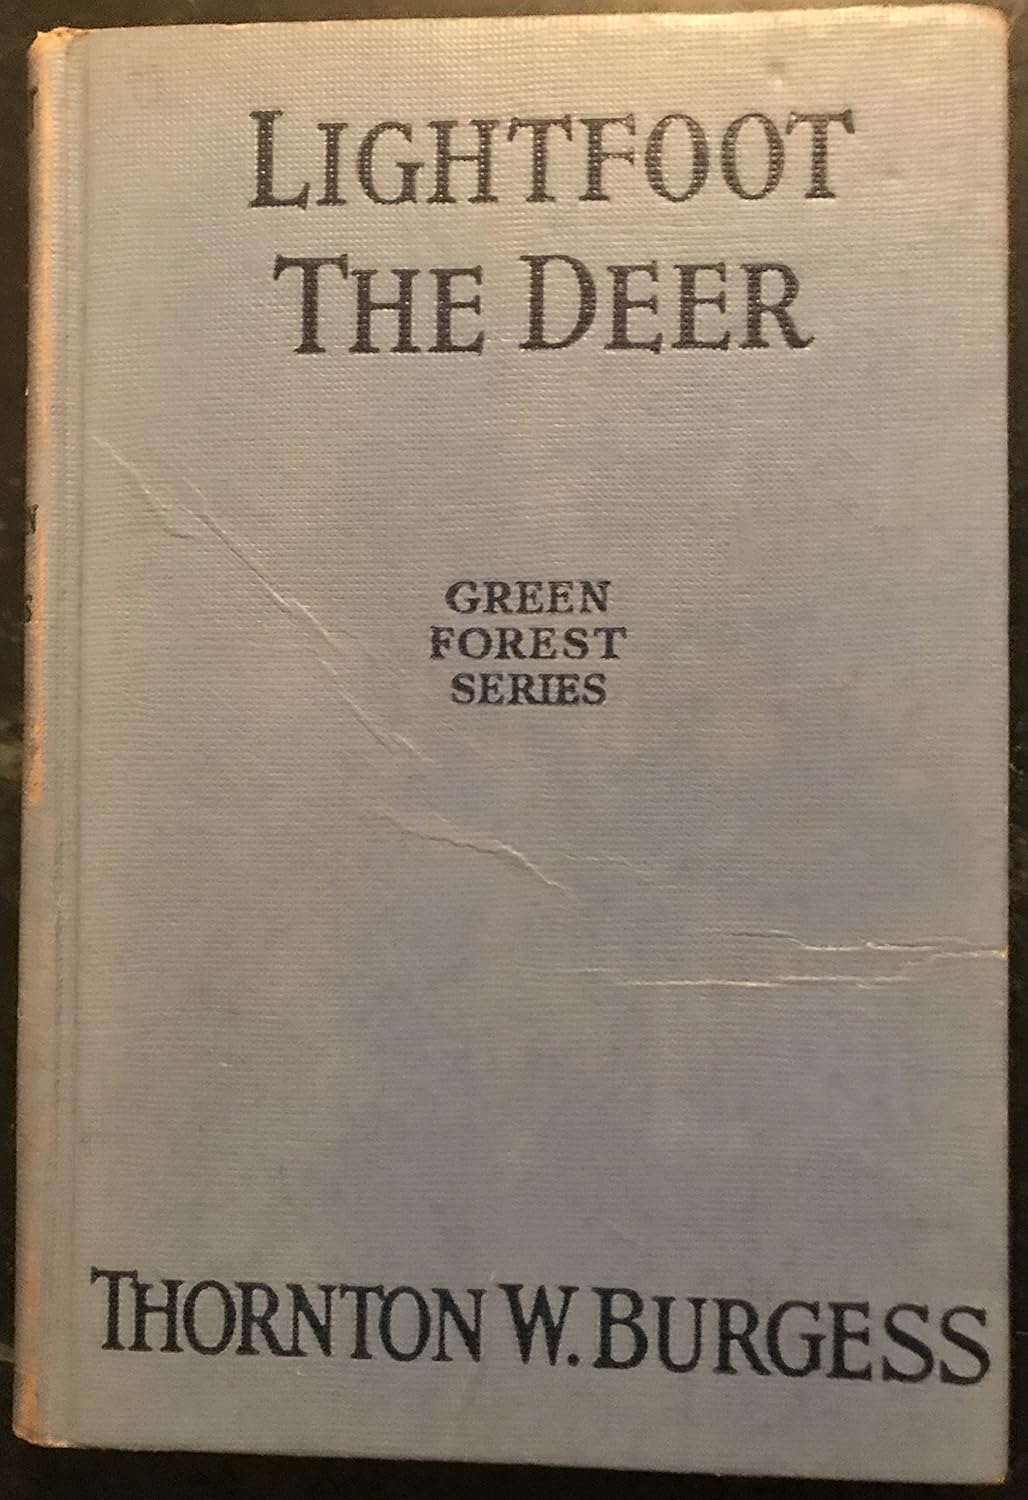 LIGHTFOOT
THE DEER
GREEN
FOREST
SERIES
THORNTON W. BURGESS